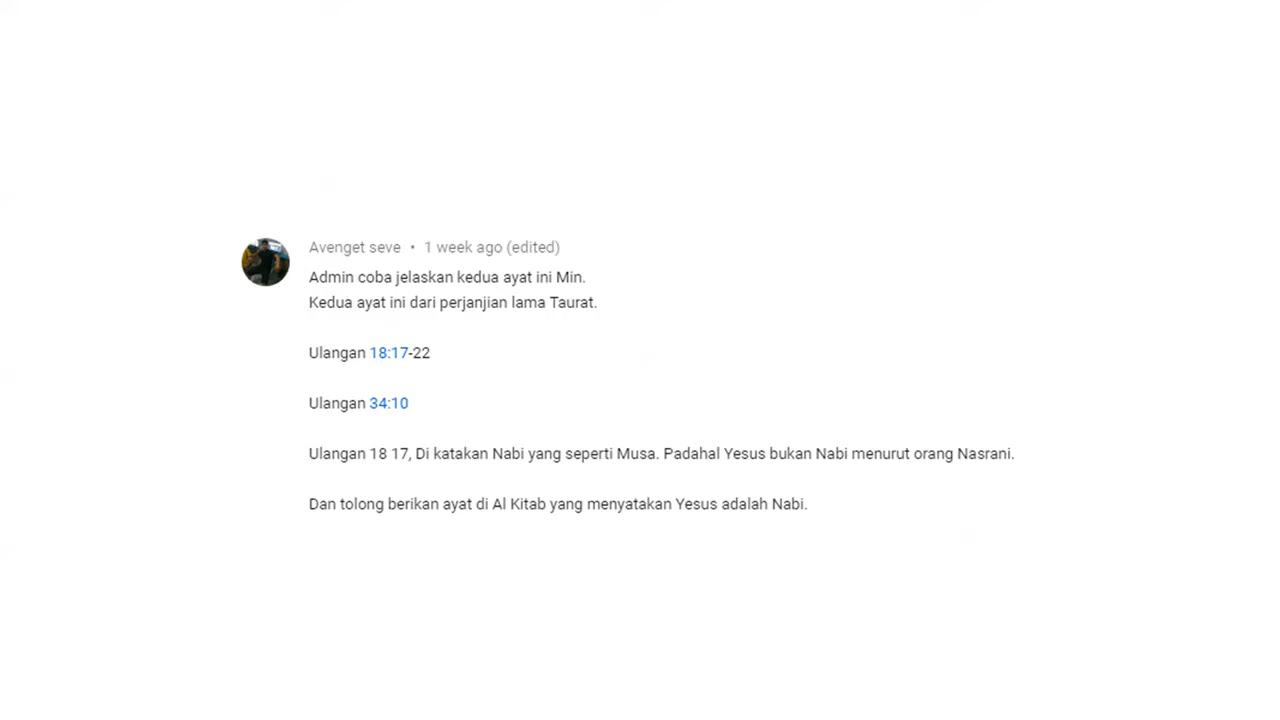 Avenget seve • 1 week ago (edited)
Admin coba jelaskan kedua ayat ini Min.
Kedua ayat ini dari perjanjian lama Taurat.
Ulangan 18:17-22
Ulangan 34:10
Ulangan 18 17, Di katakan Nabi yang seperti Musa. Padahal Yesus bukan Nabi menurut orang Nasrani.
Dan tolong berikan ayat di Al Kitab yang menyatakan Yesus adalah Nabi.